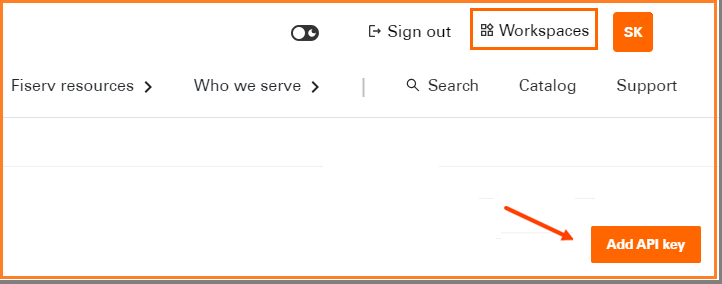 Sign out Workspaces SK
Fiserv resources Who we serve | Search Catalog Support
Add API key